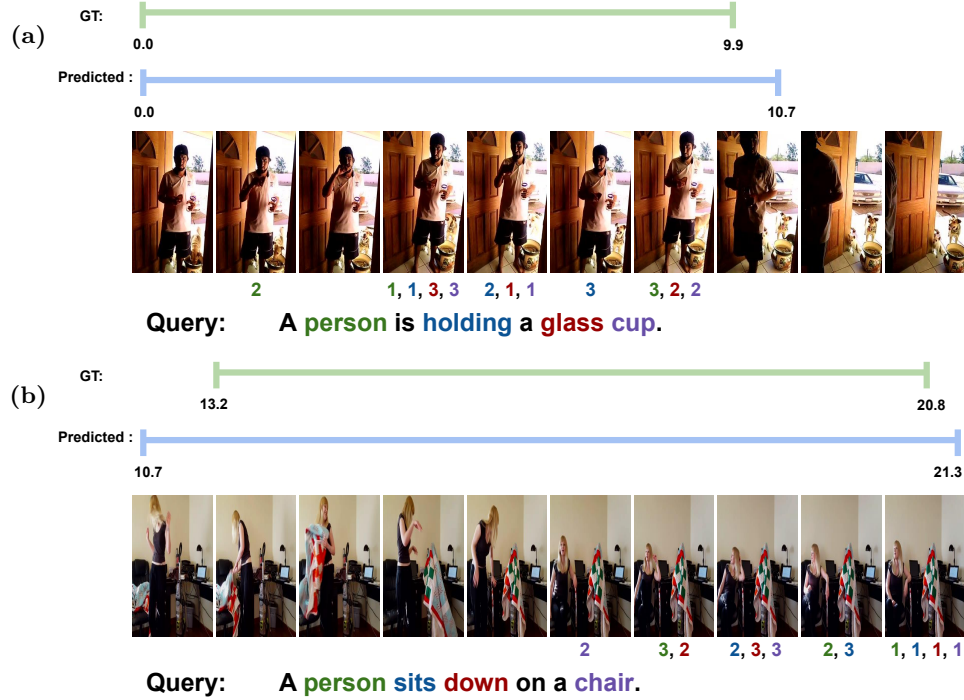 (a)
GT:
0.0 9.9
Predicted :
0.0 10.7
2 1, 1, 3, 3 2, 1, 1 3 3, 2, 2
Query: A person is holding a glass cup.
(b)
GT:
13.2 20.8
Predicted :
10.7 21.3
2 3, 2 2, 3, 3 2, 3 1, 1, 1, 1
Query: A person sits down on a chair.